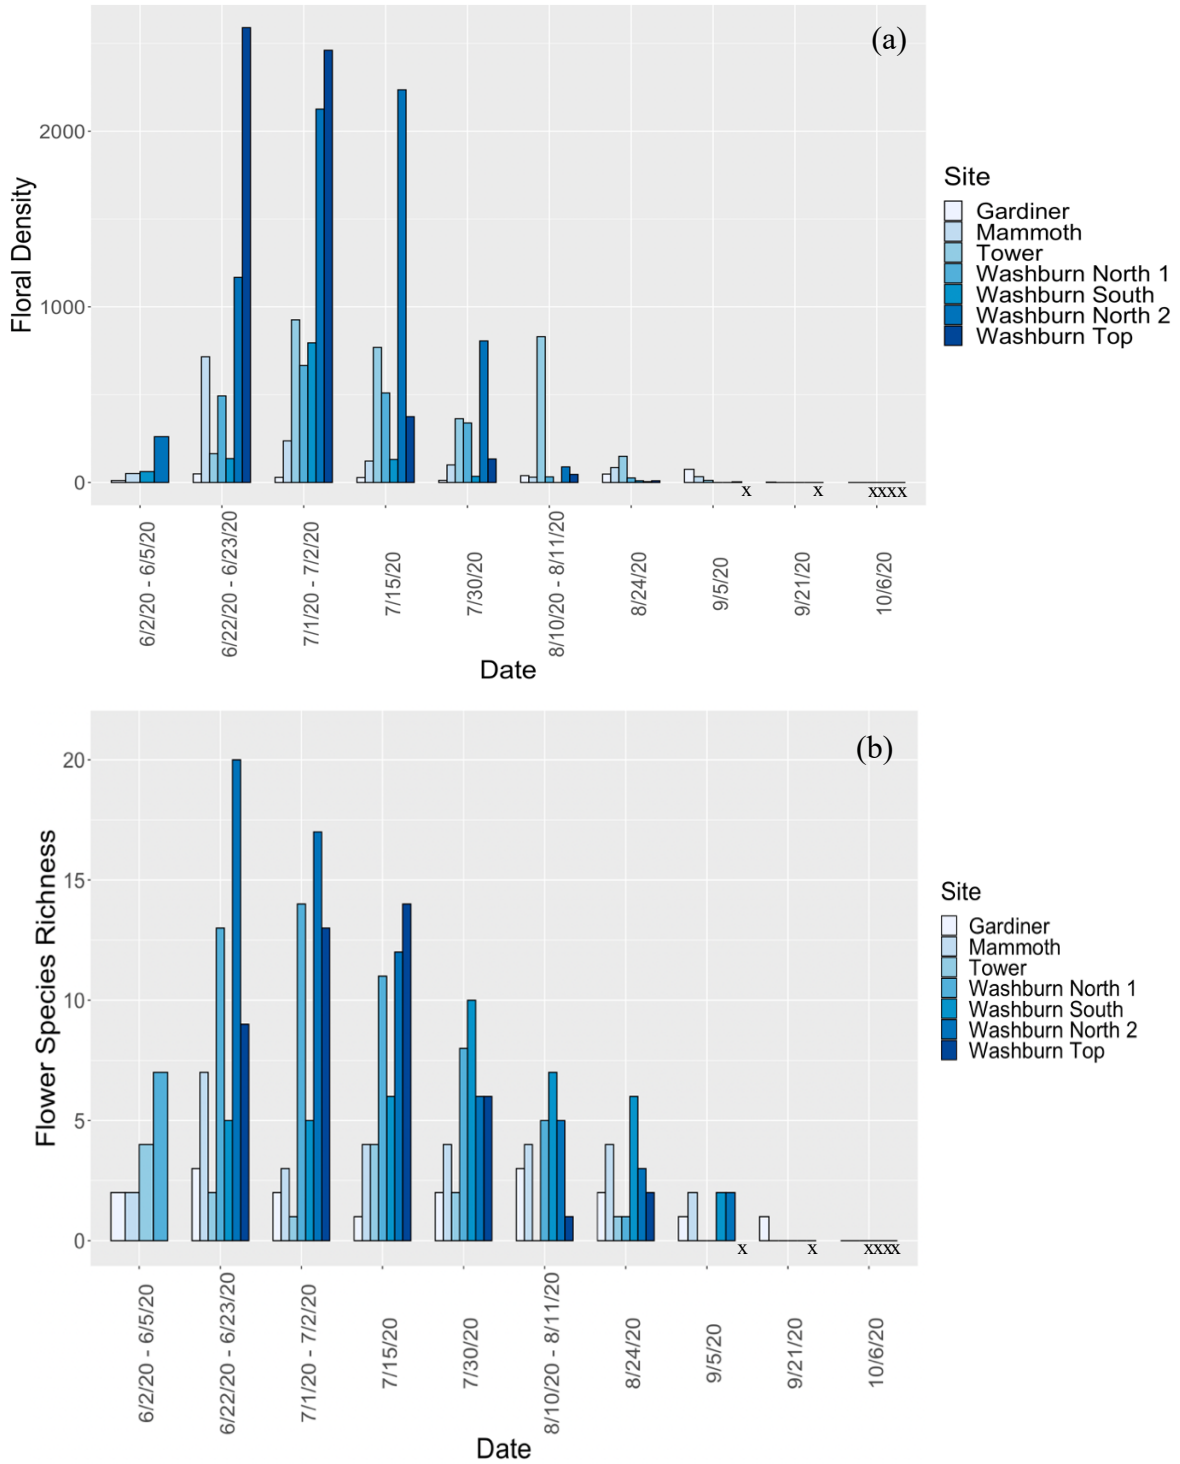 (a)
2000
1000
0
Floral Density
x
x
xxxx
6/2/20 - 6/5/20
6/22/20 - 6/23/20
7/1/20 - 7/2/20
7/15/20
7/30/20
8/10/20 - 8/11/20
8/24/20
9/5/20
9/21/20
10/6/20
Date
Site
Gardiner
Mammoth
Tower
Washburn North 1
Washburn South
Washburn North 2
Washburn Top
(b)
20
15
10
5
0
Flower Species Richness
x
x
xxxx
6/2/20 - 6/5/20
6/22/20 - 6/23/20
7/1/20 - 7/2/20
7/15/20
7/30/20
8/10/20 - 8/11/20
8/24/20
9/5/20
9/21/20
10/6/20
Date
Site
Gardiner
Mammoth
Tower
Washburn North 1
Washburn South
Washburn North 2
Washburn Top